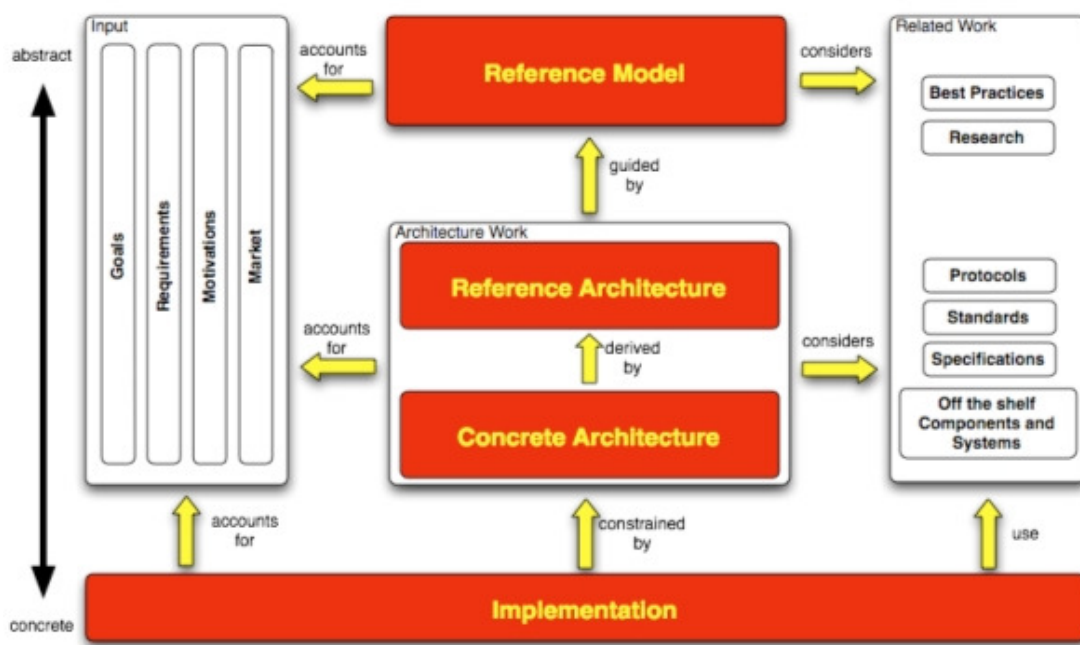 Input
Related Work
abstract
accounts
for
Reference Model
considers
Best Practices
Research
guided
by
Goals
Requirements
Motivations
Market
Architecture Work
Reference Architecture
Protocols
Standards
Specifications
accounts
for
derived
by
considers
Off the shelf
Components and
Systems
Concrete Architecture
accounts
for
constrained
by
use
Implementation
concrete